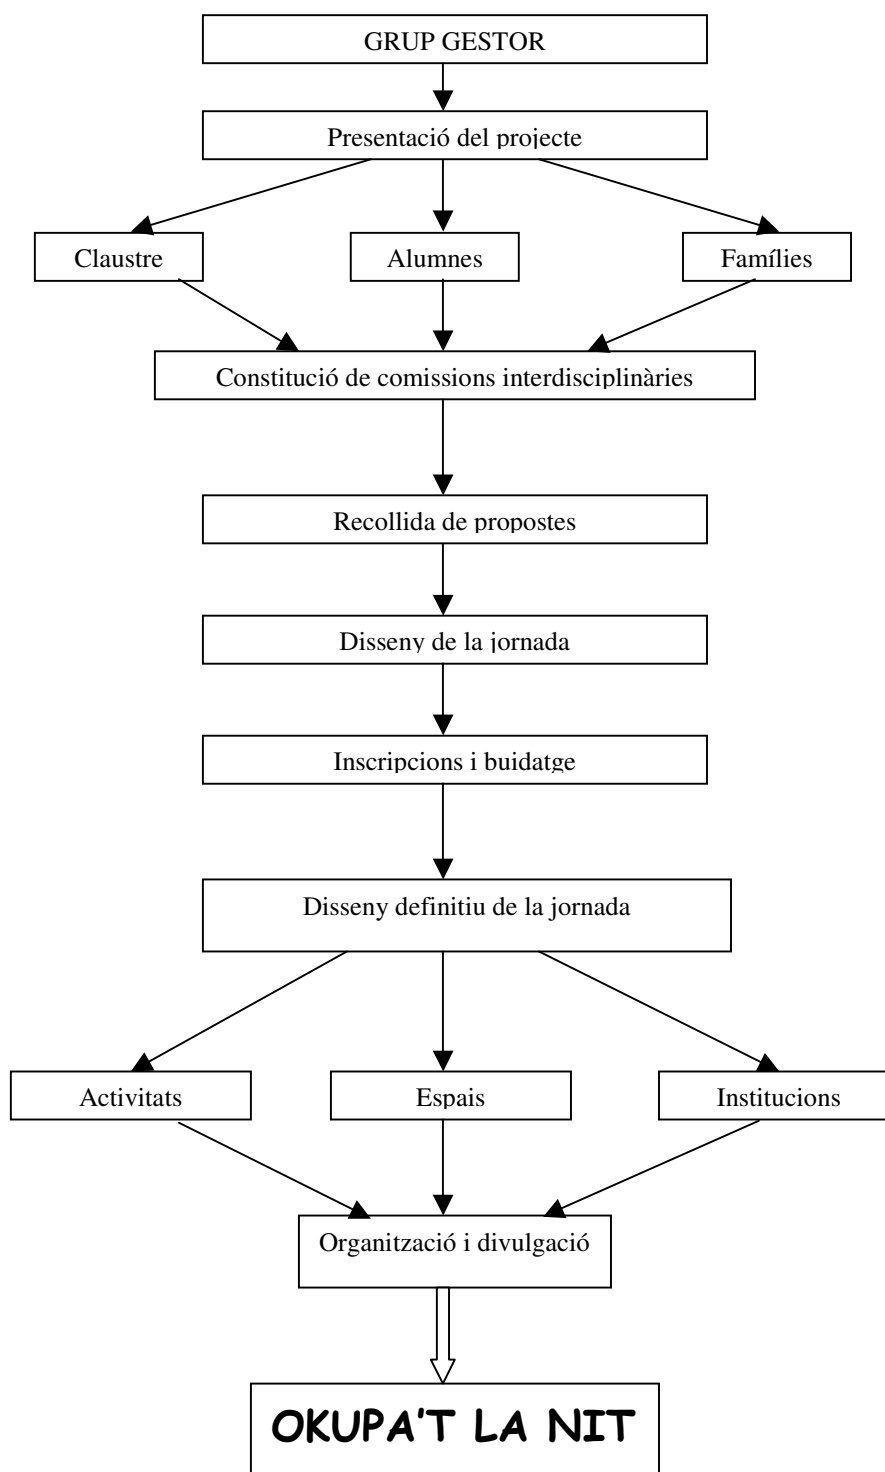 GRUP GESTOR
Presentació del projecte
Claustre
Alumnes
Famílies
Constitució de comissions interdisciplinàries
Recollida de propostes
Disseny de la jornada
Inscripcions i buidatge
Disseny definitiu de la jornada
Activitats
Espais
Institucions
Organització i divulgació
OKUPA'T LA NIT